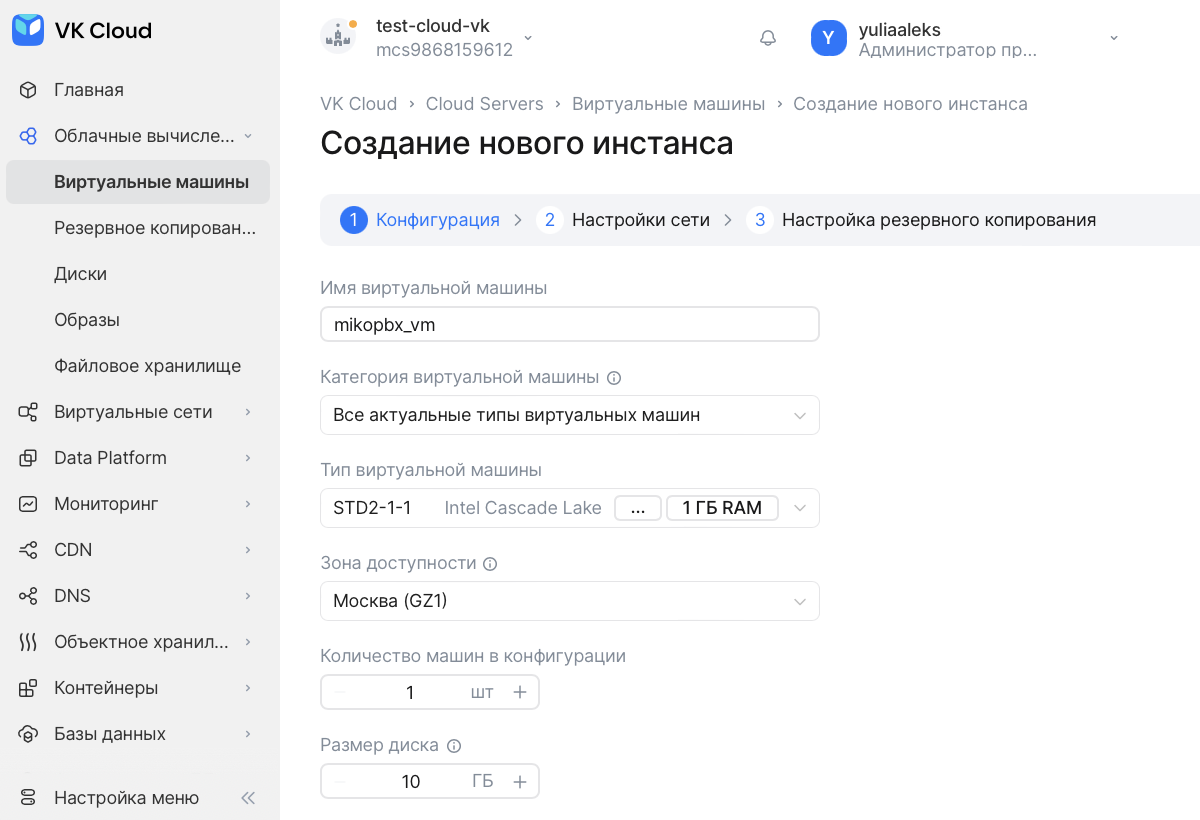 VK Cloud
Главная
Облачные вычисле...
Виртуальные машины
Резервное копирован...
Диски
Образы
Файловое хранилище
Виртуальные сети
Data Platform
Мониторинг
CDN
DNS
Объектное хранил...
Контейнеры
Базы данных
Настройка меню
test-cloud-vk
mcs9868159612
Y
yuliaaleks
Администратор пр...
VK Cloud › Cloud Servers › Виртуальные машины › Создание нового инстанса
Создание нового инстанса
1 Конфигурация > 2 Настройки сети > 3 Настройка резервного копирования
Имя виртуальной машины
mikopbx_vm
Категория виртуальной машины
Все актуальные типы виртуальных машин
Тип виртуальной машины
STD2-1-1 Intel Cascade Lake ... 1 ГБ RAM
Зона доступности
Москва (GZ1)
Количество машин в конфигурации
1 шт +
Размер диска
10 ГБ +